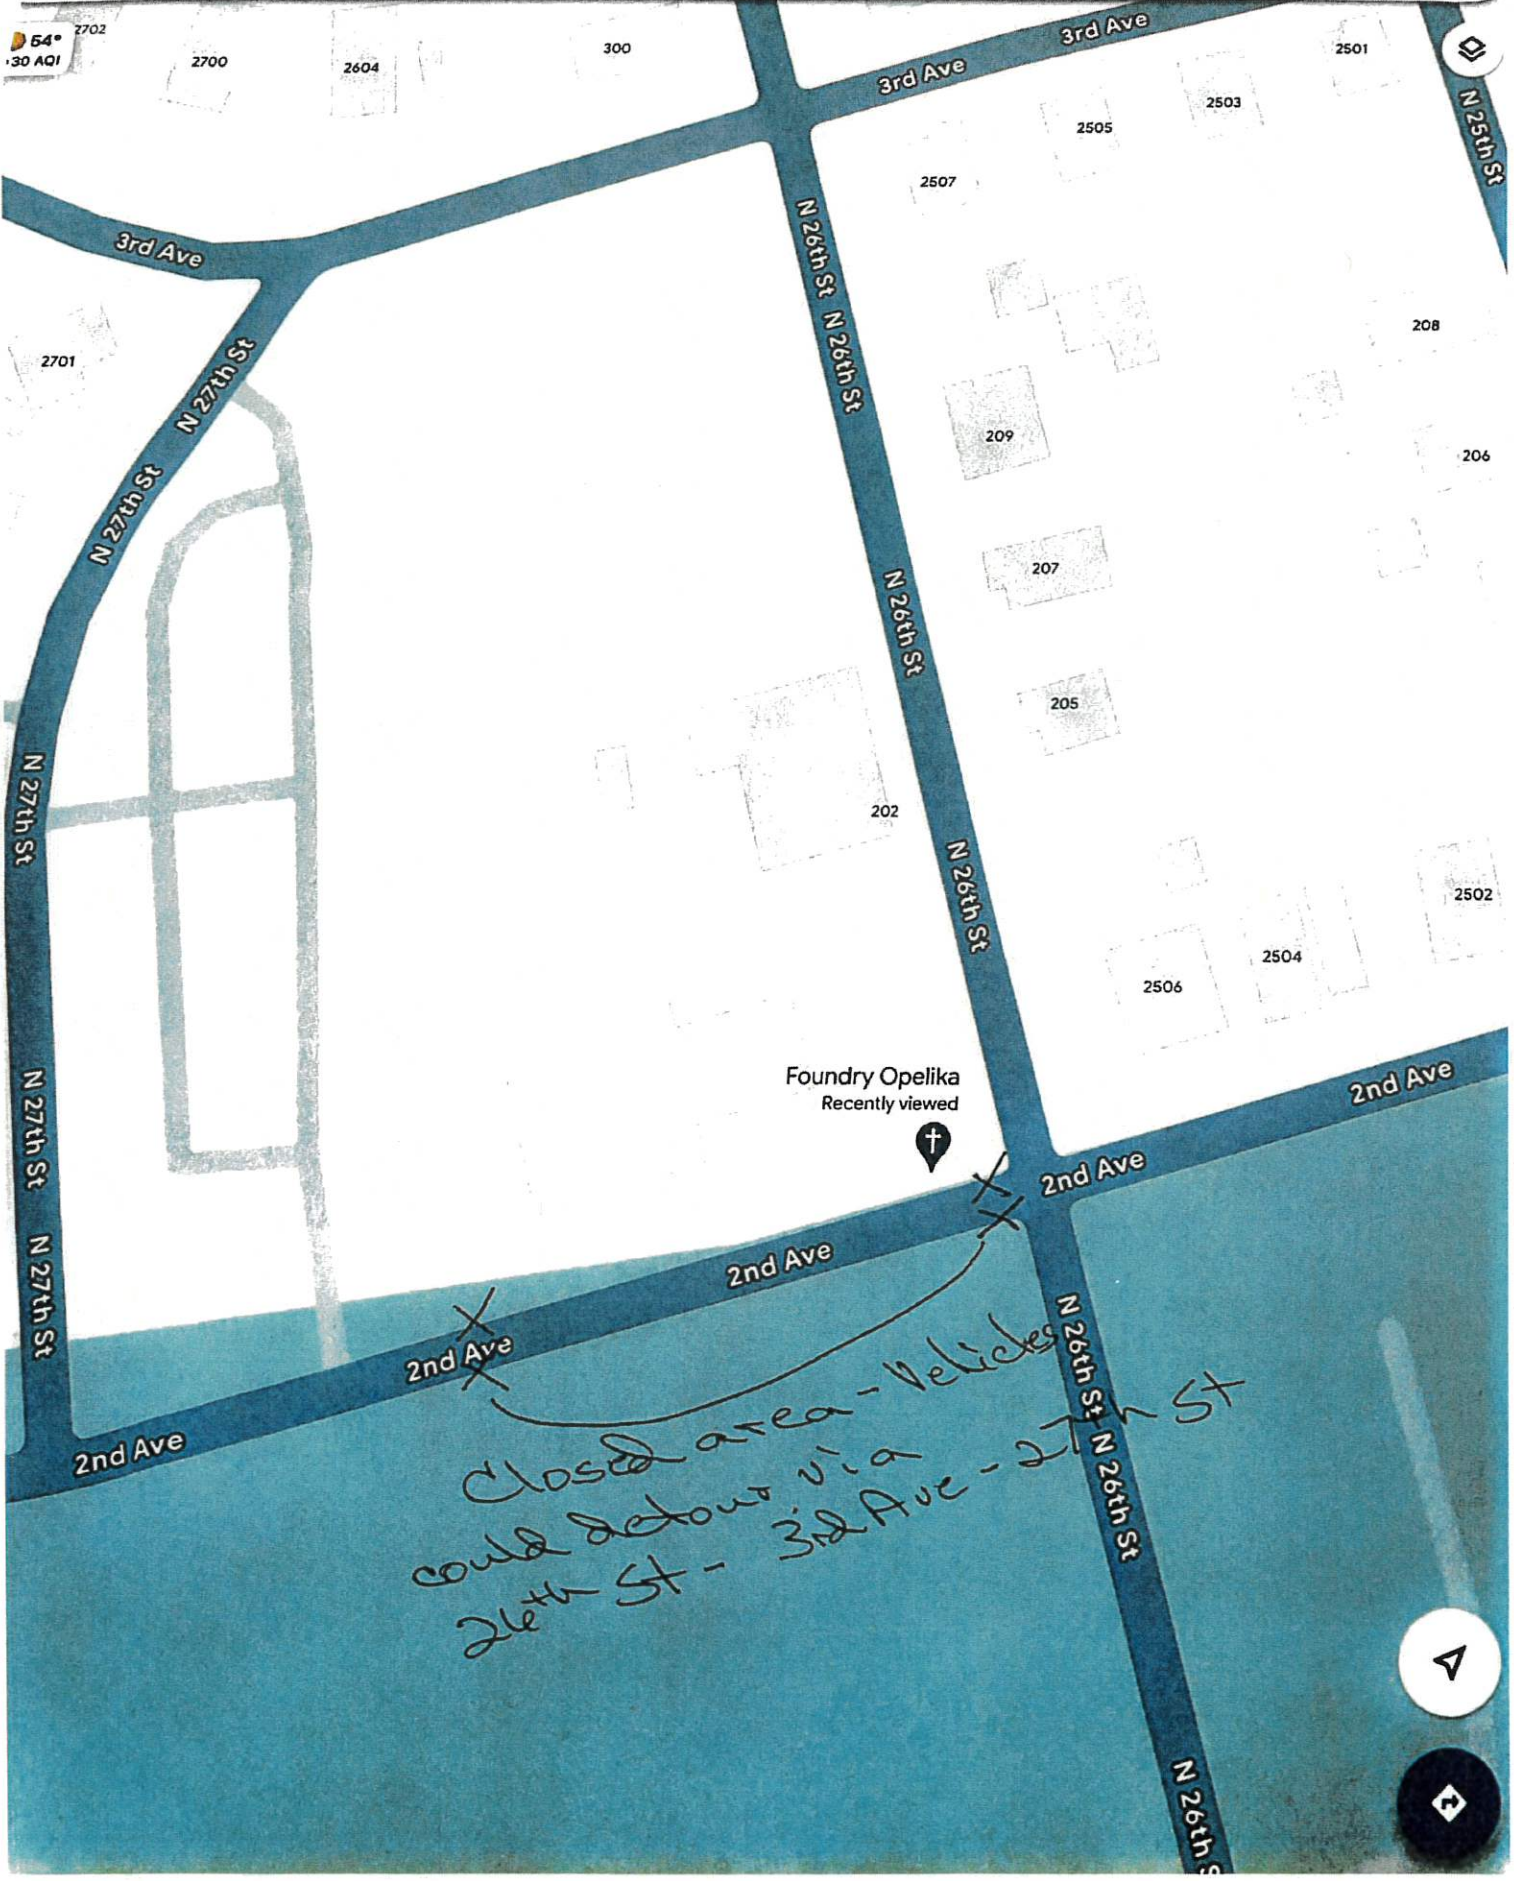 54°
30 AQI
2702
2700
2604
300
3rd Ave
3rd Ave
2501
2503
2505
2507
N 25th St
3rd Ave
N 26th St
N 26th St
2701
N 27th St
N 27th St
208
209
206
207
N 26th St
205
N 27th St
202
N 26th St
2502
2504
2506
Foundry Opelika
Recently viewed
N 27th St
2nd Ave
2nd Ave
N 27th St
2nd Ave
2nd Ave
2nd Ave
N 26th St
N 26th St
N 26th S
X
X
X
X
Closed area - Vehicles
could detour via
26th St - 3rd Ave - 27th St